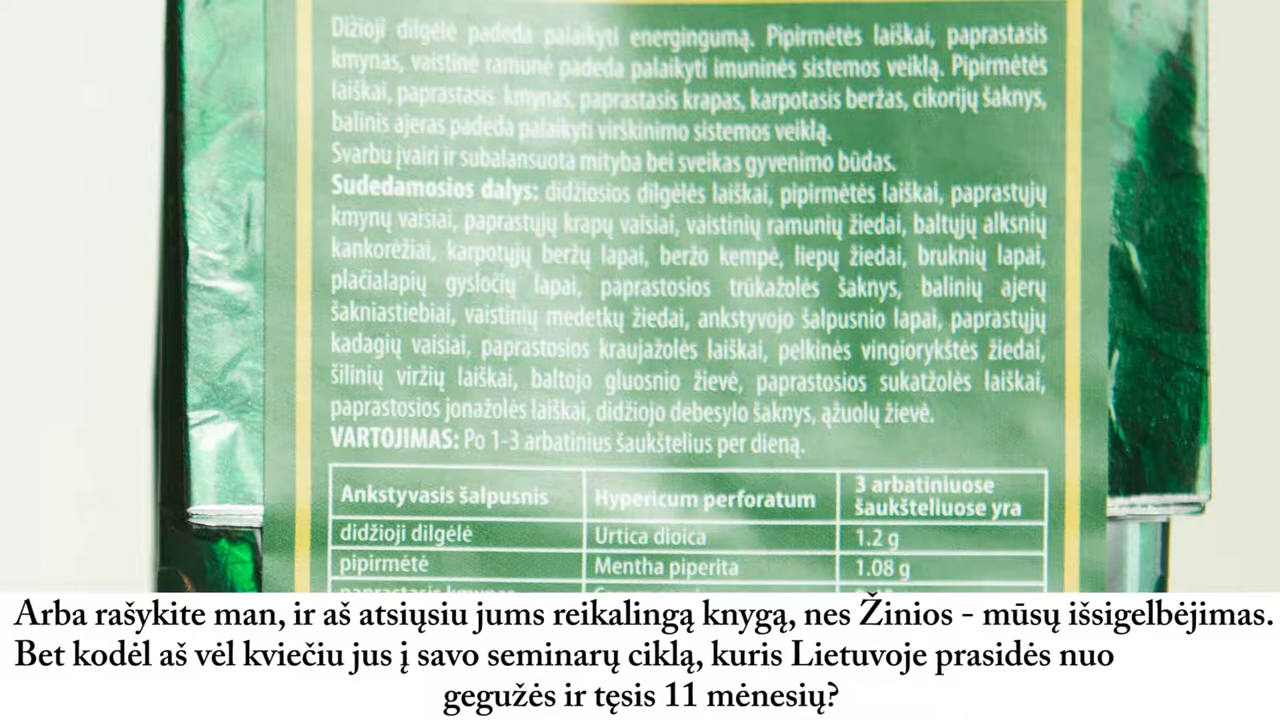 Dižioji dilgėlė padeda palaikyti energingumą. Pipirmėtės laiškai, paprastasis
kmynas, vaistinė ramunė padeda palaikyti imuninės sistemos veiklą. Pipirmėtės
laiškai, paprastasis kmynas, paprastasis krapas, karpotasis beržas, cikorijų šaknys,
balinis ajeras padeda palaikyti virškinimo sistemos veiklą.
Svarbu įvairi ir subalansuota mityba bei sveikas gyvenimo būdas.
Sudedamosios dalys: didžiosios dilgėlės laiškai, pipirmėtės laiškai, paprastųjų
kmynų vaisiai, paprastųjų krapų vaisiai, vaistinių ramunių žiedai, baltųjų alksnių
kankorėžiai, karpotųjų beržų lapai, beržo kempė, liepų žiedai, bruknių lapai,
plačialapių gysločių lapai, paprastosios trūkažolės šaknys, balinių ajerų
šakniastiebiai, vaistinių medetkų žiedai, ankstyvojo šalpusnio lapai, paprastųjų
kadagių vaisiai, paprastosios kraujažolės laiškai, pelkinės vingiorykštės žiedai,
šilinių viržių laiškai, baltojo gluosnio žievė, paprastosios sukatžolės laiškai,
paprastosios jonažolės laiškai, didžiojo debesylo šaknys, ąžuolų žievė.
VARTOJIMAS: Po 1-3 arbatinius šaukštelius per dieną.
Ankstyvasis šalpusnis Hypericum perforatum 3 arbatiniuose
šaukšteliuose yra
didžioji dilgėlė Urtica dioica 1.2 g
pipirmėtė Mentha piperita 1.08 g
Arba rašykite man, ir aš atsiųsiu jums reikalingą knygą, nes Žinios - mūsų išsigelbėjimas.
Bet kodėl aš vėl kviečiu jus į savo seminarų ciklą, kuris Lietuvoje prasidės nuo
gegužės ir tęsis 11 mėnesių?